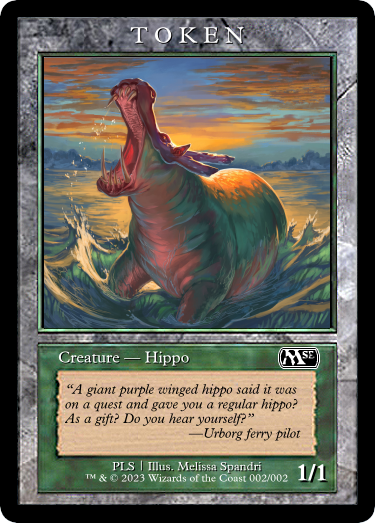 TOKEN
Creature — Hippo
MSE
“A giant purple winged hippo said it was
on a quest and gave you a regular hippo?
As a gift? Do you hear yourself?”
—Urborg ferry pilot
PLS | Illus. Melissa Spandri
™ & © 2023 Wizards of the Coast 002/002
1/1